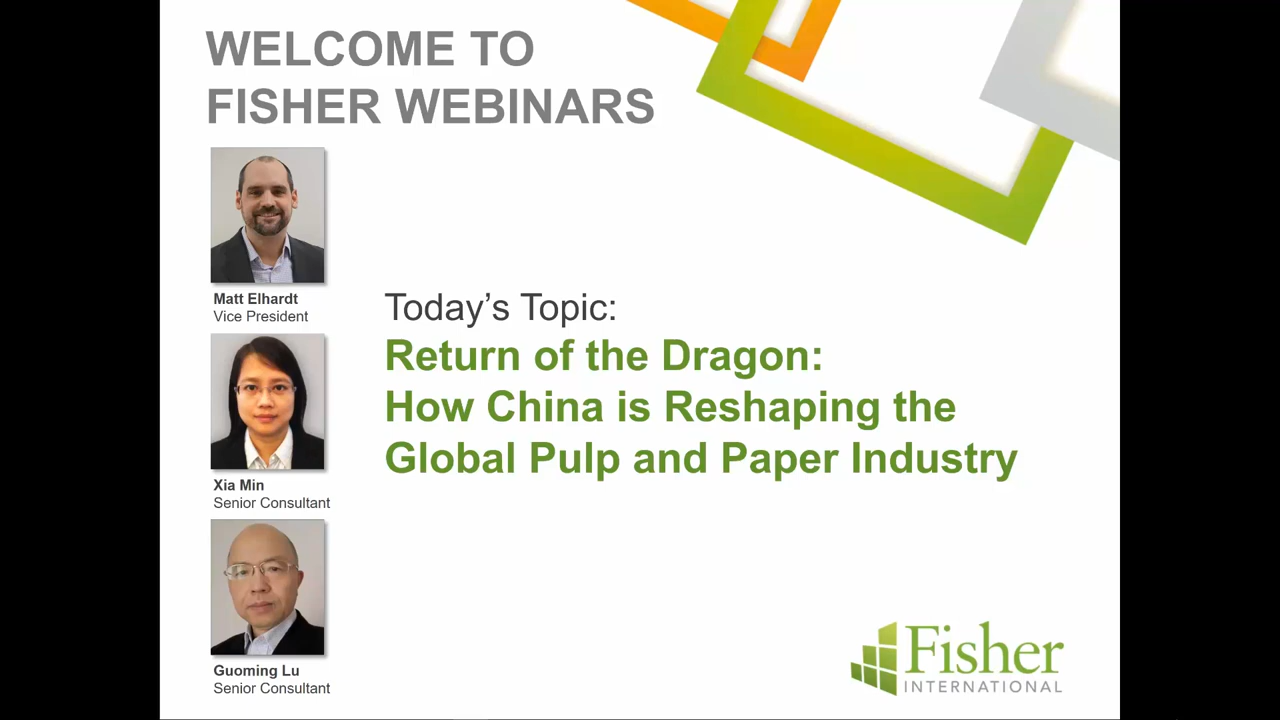 WELCOME TO
FISHER WEBINARS
Matt Elhardt
Vice President
Xia Min
Senior Consultant
Guoming Lu
Senior Consultant
Today’s Topic:
Return of the Dragon:
How China is Reshaping the
Global Pulp and Paper Industry
Fisher
INTERNATIONAL